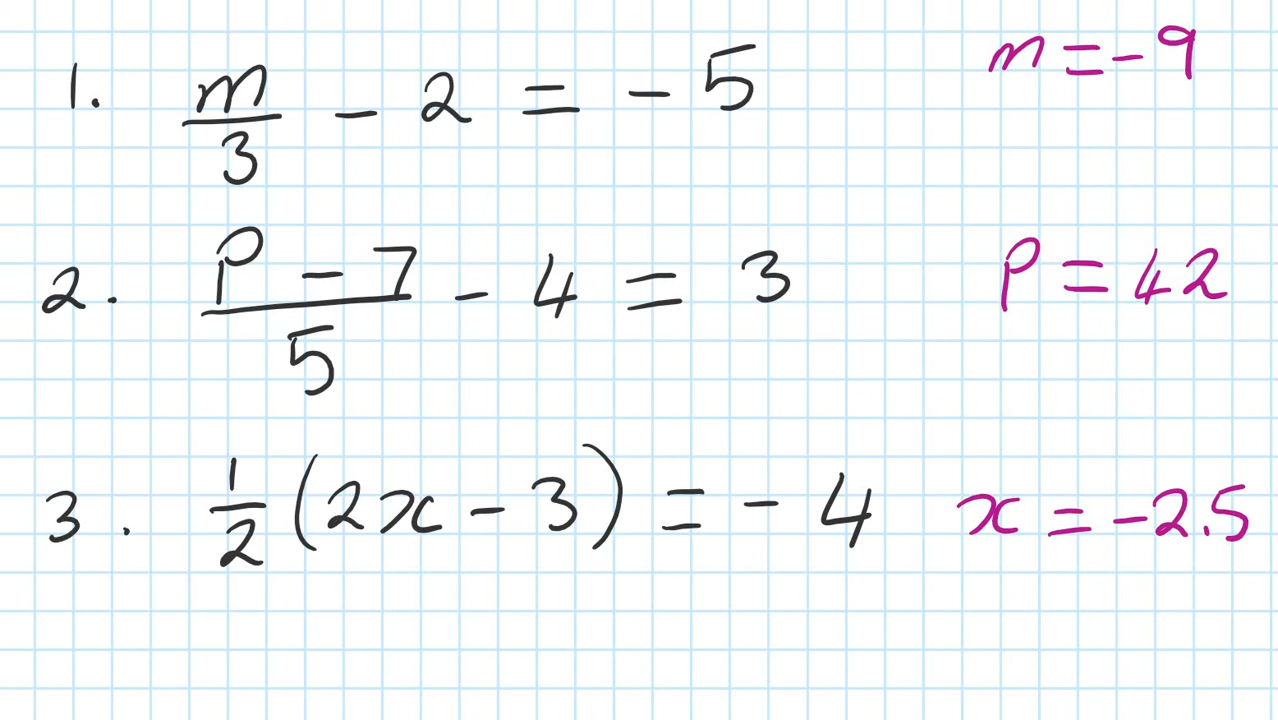 1. m/3 - 2 = -5 m = -9
2. (p - 7)/5 - 4 = 3 p = 42
3. 1/2 (2x - 3) = -4 x = -2.5